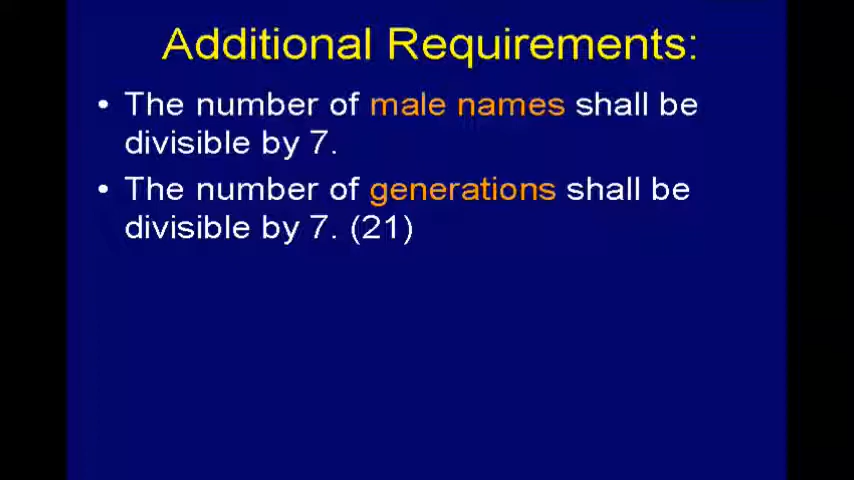 Additional Requirements:
• The number of male names shall be
divisible by 7.
• The number of generations shall be
divisible by 7. (21)